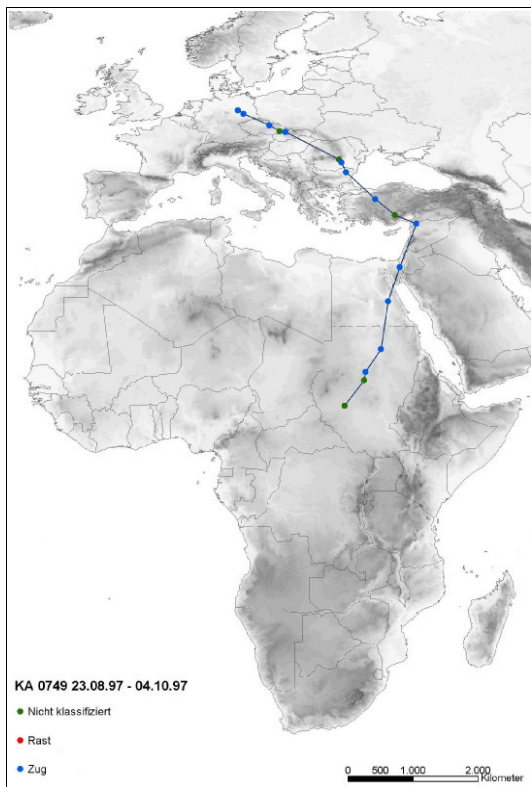 KA 0749 23.08.97 - 04.10.97
Nicht klassifiziert
Rast
Zug
0 500 1.000 2.000
Kilometer